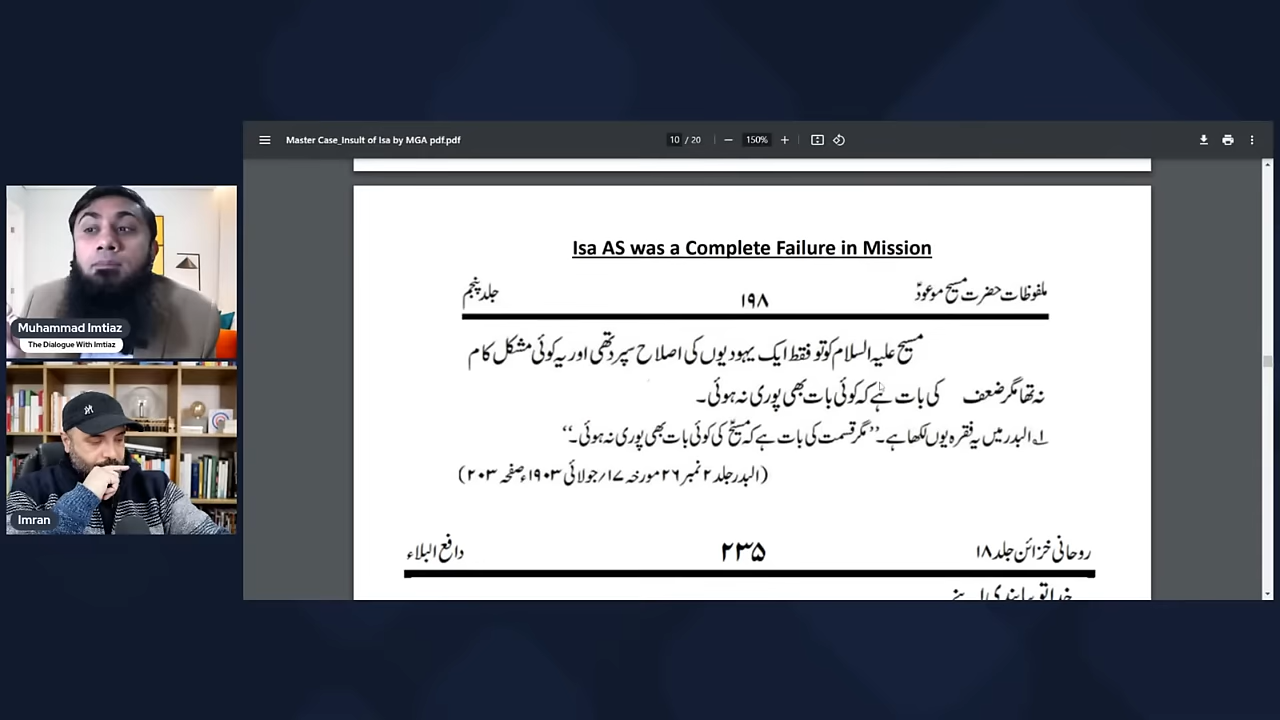 Master Case_Insult of Isa by MGA pdf.pdf
10 / 20
150%
Isa AS was a Complete Failure in Mission
ملفوظات حضرت مسیح موعودؑ ۱۹۸ جلد پنجم
مسیح علیہ السلام کو تو فقط ایک یہودیوں کی اصلاح سپرد تھی اور یہ کوئی مشکل کام
نہ تھا مگر ضعف کی بات ہے کہ کوئی بات بھی پوری نہ ہوئی۔
۱؎ البدر میں یہ فقرہ یوں لکھا ہے۔ ’’مگر قسمت کی بات ہے کہ مسیحؑ کی کوئی بات بھی پوری نہ ہوئی۔‘‘
(البدر جلد ۲ نمبر ۲۶ مورخہ ۱۷؍جولائی ۱۹۰۳ء صفحہ ۲۰۳)
روحانی خزائن جلد ۱۸ ۲۳۵ دافع البلاء
Muhammad Imtiaz
The Dialogue With Imtiaz
Imran